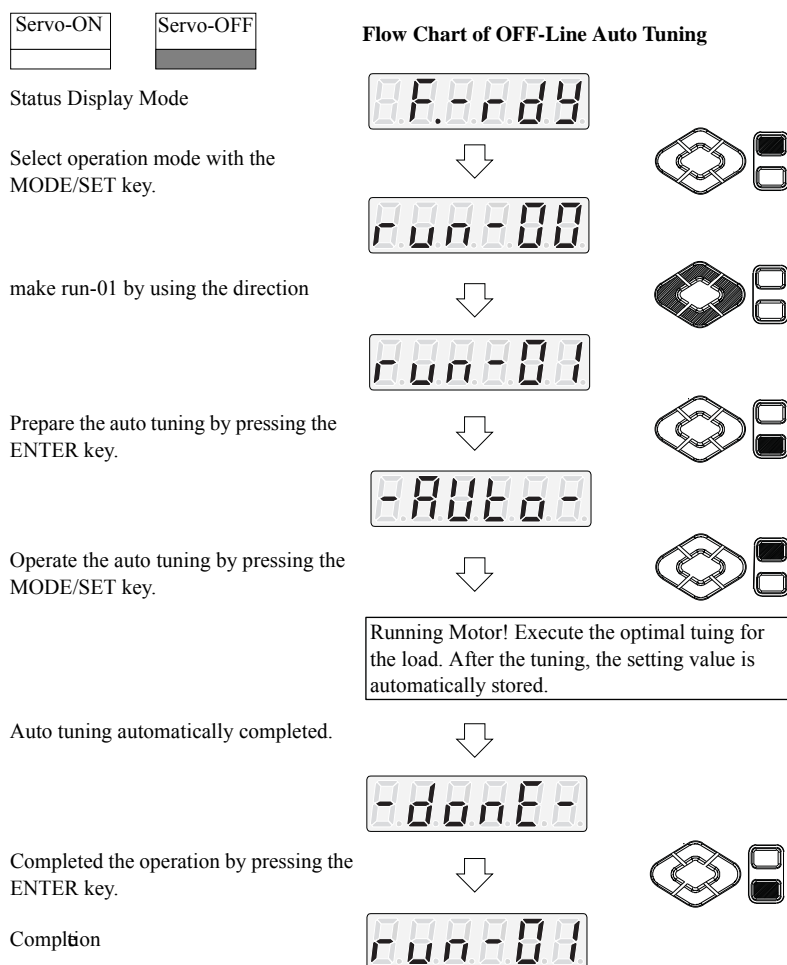 Servo-ON Servo-OFF
Flow Chart of OFF-Line Auto Tuning
Status Display Mode
F.-rdy
Select operation mode with the
MODE/SET key.
run-00
make run-01 by using the direction
run-01
Prepare the auto tuning by pressing the
ENTER key.
-AUto-
Operate the auto tuning by pressing the
MODE/SET key.
Running Motor! Execute the optimal tuing for
the load. After the tuning, the setting value is
automatically stored.
Auto tuning automatically completed.
-donE-
Completed the operation by pressing the
ENTER key.
Completion
run-01